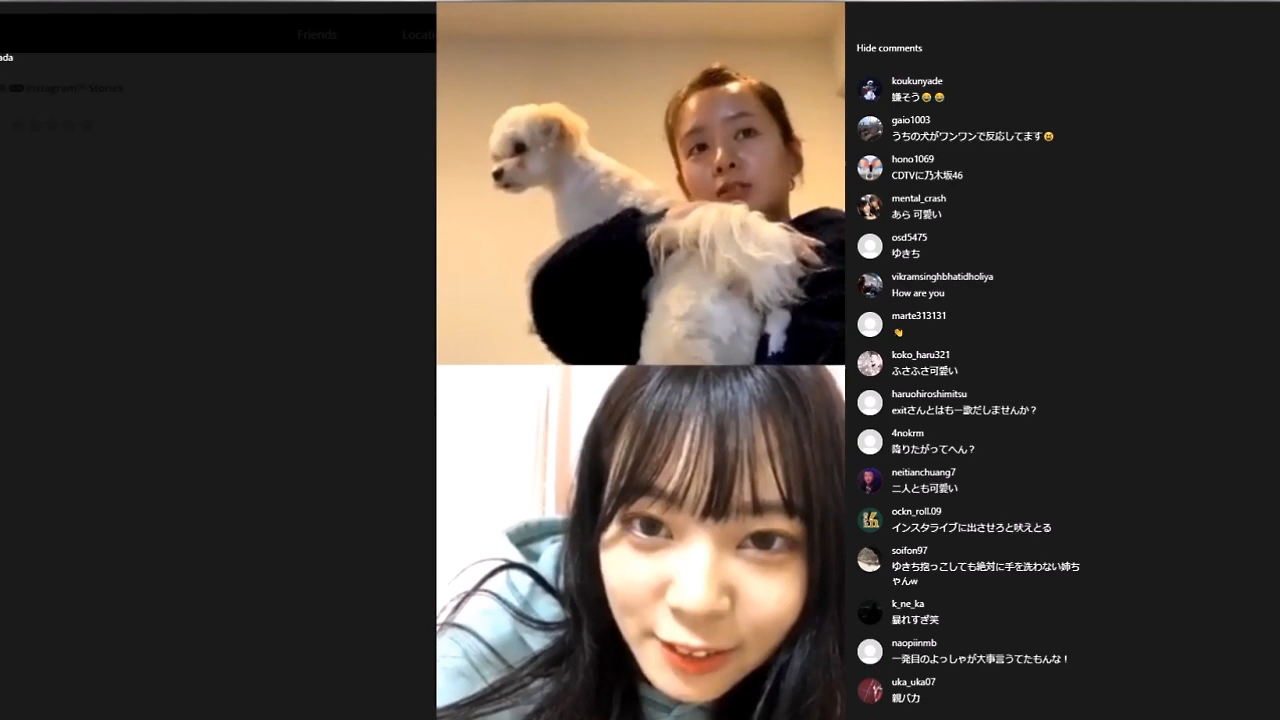 Friends
Locati
ada
Instagram™ Stories
Hide comments
koukunyade
嫌そう😂😂
gaio1003
うちの犬がワンワンで反応してます😆
hono1069
CDTVに乃木坂46
mental_crash
あら 可愛い
osd5475
ゆきち
vikramsinghbhatidholiya
How are you
marte313131
👏
koko_haru321
ふさふさ可愛い
haruohiroshimitsu
exitさんとはも一歌だしませんか？
4nokrm
降りたがってへん？
neitianchuang7
二人とも可愛い
ockn_roll.09
インスタライブに出させろと吠えとる
soifon97
ゆきち抱っこしても絶対に手を洗わない姉ち
ゃんw
k_ne_ka
暴れすぎ笑
naopiinmb
一発目のよっしゃが大事言うてたもんな！
uka_uka07
親バカ